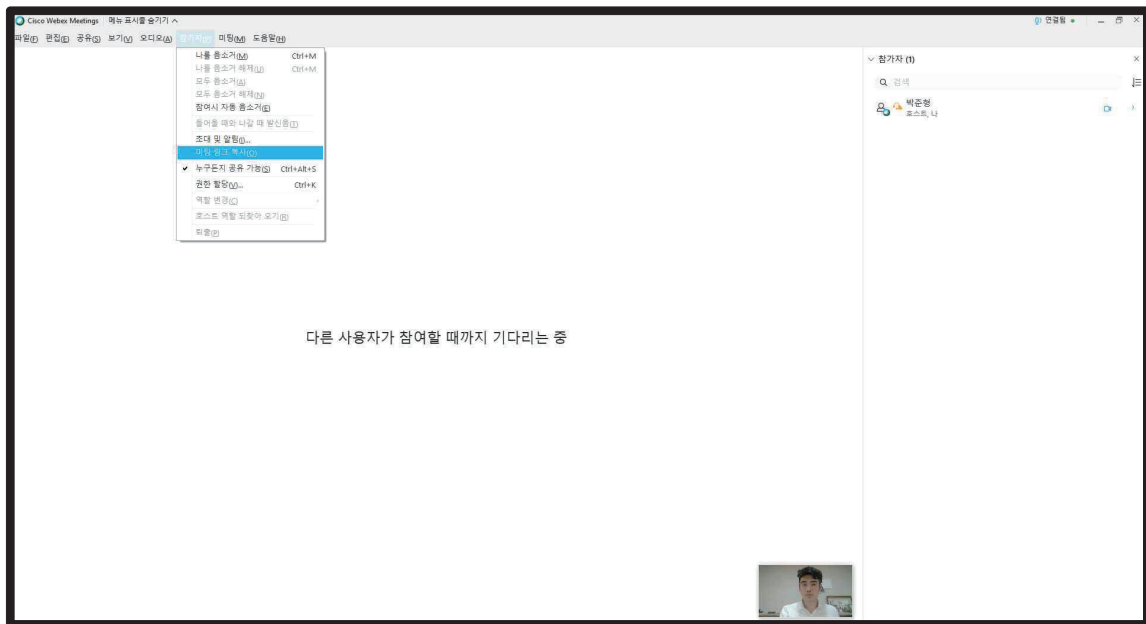 Cisco Webex Meetings 메뉴 표시줄 숨기기
연결됨
파일(F) 편집(E) 공유(S) 보기(V) 오디오(A) 참가자(P) 미팅(M) 도움말(H)
나를 음소거(M) Ctrl+M
나를 음소거 해제(U) Ctrl+M
모두 음소거(A)
모두 음소거 해제(N)
참여시 자동 음소거(E)
들어올 때와 나갈 때 발신음(T)
초대 및 알림(I)...
미팅 링크 복사(O)
누구든지 공유 가능(S) Ctrl+Alt+S
권한 할당(V)... Ctrl+K
역할 변경(C)
호스트 역할 되찾아 오기(R)
퇴출(P)
다른 사용자가 참여할 때까지 기다리는 중
참가자 (1)
검색
박준형
호스트, 나